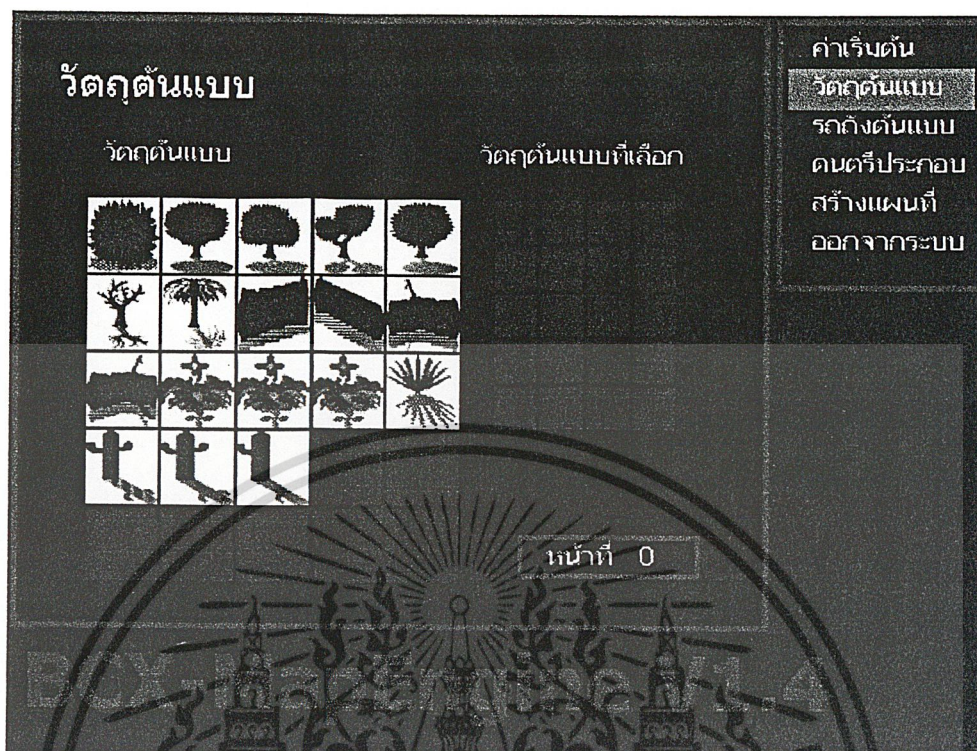 วัตถุต้นแบบ
วัตถุต้นแบบ
วัตถุต้นแบบที่เลือก
หน้าที่ 0
ค่าเริ่มต้น
วัตถุต้นแบบ
รถถังต้นแบบ
ดนตรีประกอบ
สร้างแผนที่
ออกจากระบบ